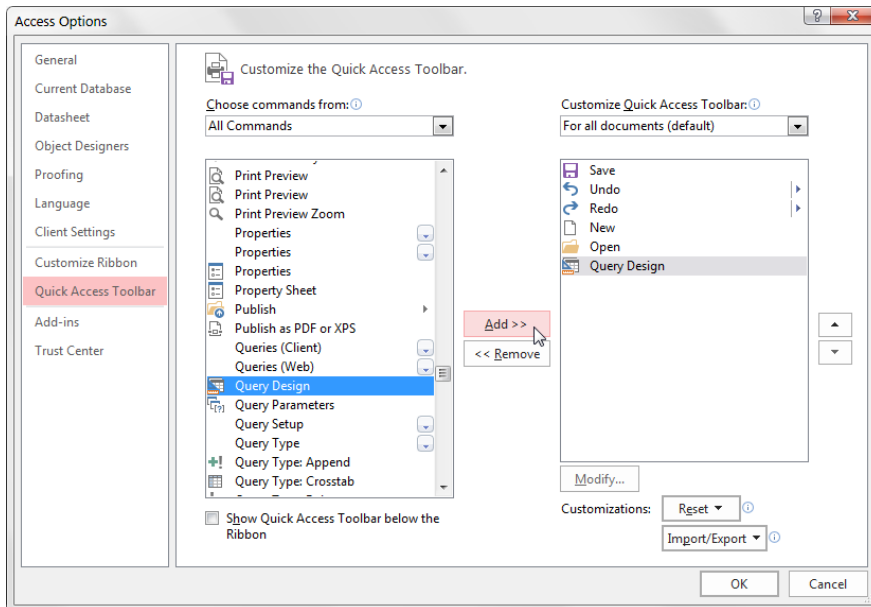 Access Options
General
Current Database
Datasheet
Object Designers
Proofing
Language
Client Settings
Customize Ribbon
Quick Access Toolbar
Add-ins
Trust Center
Customize the Quick Access Toolbar.
Choose commands from:
All Commands
Print Preview
Print Preview
Print Preview Zoom
Properties
Properties
Properties
Property Sheet
Publish
Publish as PDF or XPS
Queries (Client)
Queries (Web)
Query Design
Query Parameters
Query Setup
Query Type
Query Type: Append
Query Type: Crosstab
Show Quick Access Toolbar below the
Ribbon
Add >>
<< Remove
Customize Quick Access Toolbar:
For all documents (default)
Save
Undo
Redo
New
Open
Query Design
Modify...
Customizations:
Reset
Import/Export
OK
Cancel